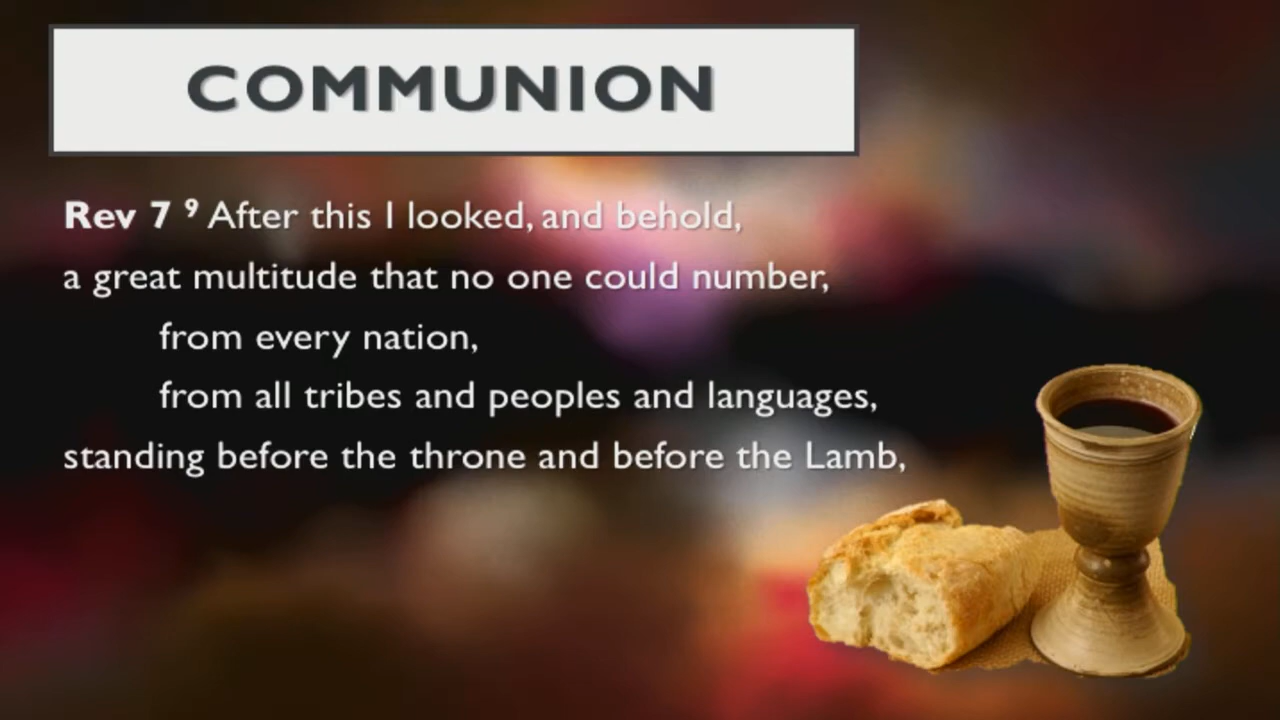 COMMUNION
Rev 7 ⁹ After this I looked, and behold,
a great multitude that no one could number,
from every nation,
from all tribes and peoples and languages,
standing before the throne and before the Lamb,